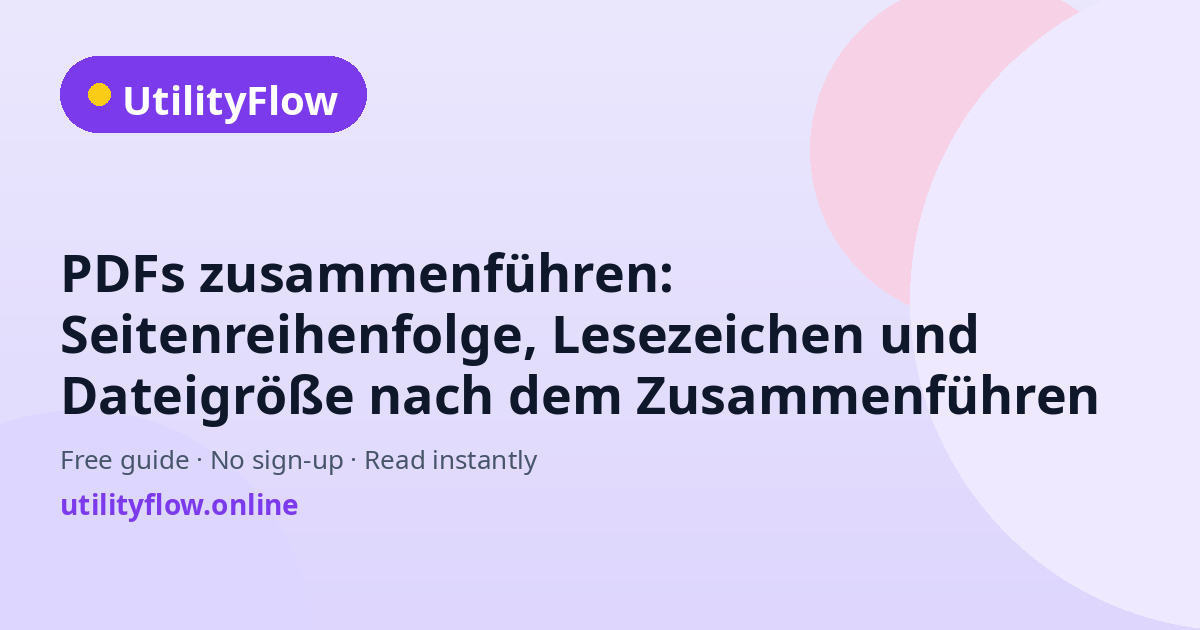 UtilityFlow
PDFs zusammenführen:
Seitenreihenfolge, Lesezeichen und
Dateigröße nach dem Zusammenführen
Free guide · No sign-up · Read instantly
utilityflow.online